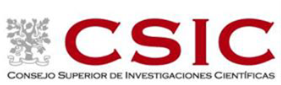 CSIC
CONSEJO SUPERIOR DE INVESTIGACIONES CIENTÍFICAS